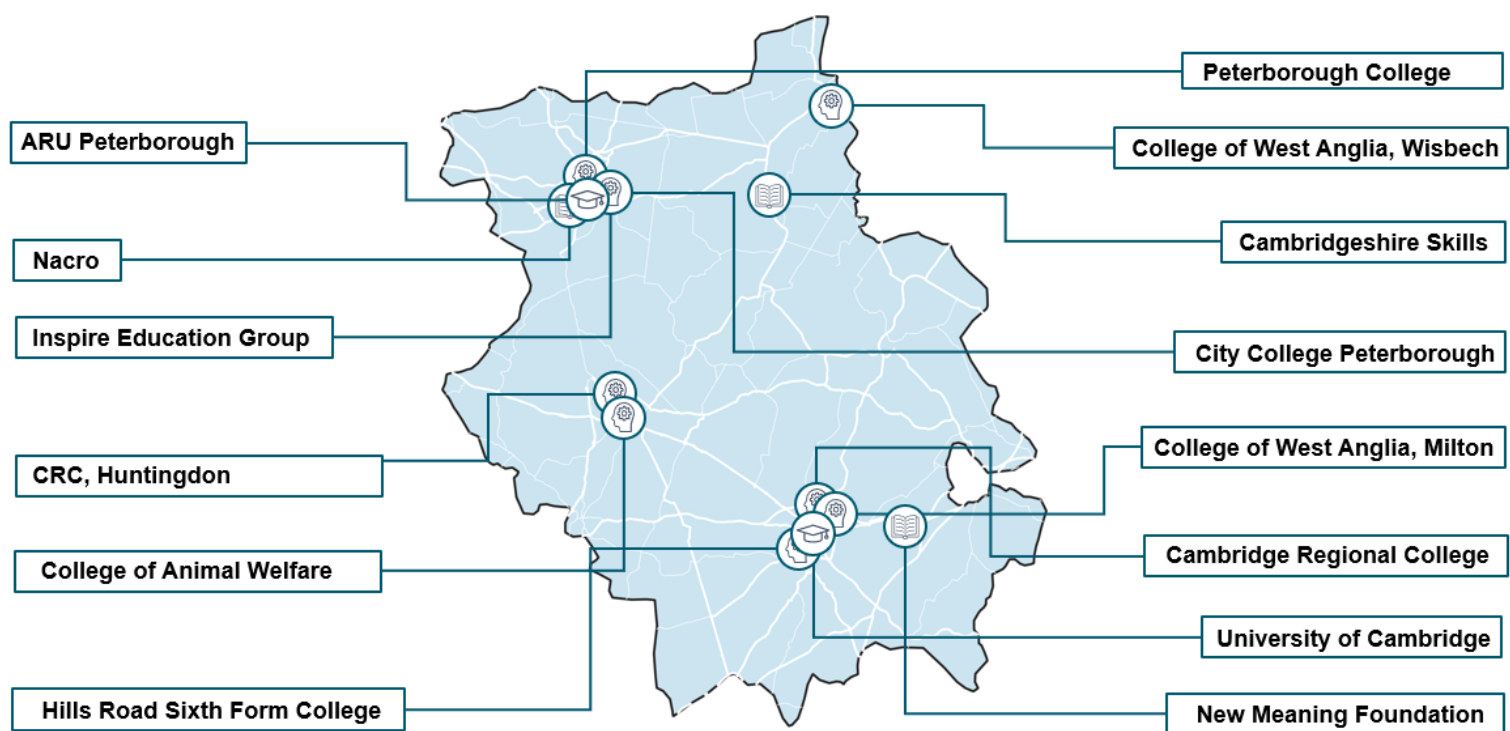 Peterborough College
ARU Peterborough
College of West Anglia, Wisbech
Cambridgeshire Skills
Nacro
Inspire Education Group
City College Peterborough
College of West Anglia, Milton
CRC, Huntingdon
Cambridge Regional College
College of Animal Welfare
University of Cambridge
Hills Road Sixth Form College
New Meaning Foundation